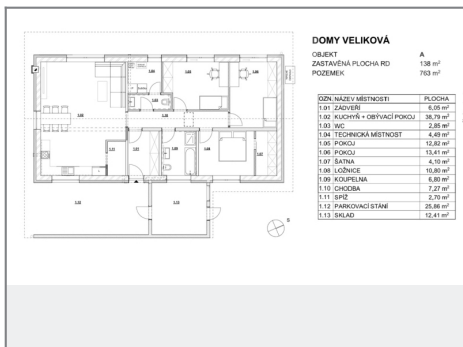 DOMY VELIKOVÁ
OBJEKT A
ZASTAVĚNÁ PLOCHA RD 138 m²
POZEMEK 763 m²
OZN. NÁZEV MÍSTNOSTI PLOCHA
1.01 ZÁDVEŘÍ 6,05 m²
1.02 KUCHYŇ + OBÝVACÍ POKOJ 38,79 m²
1.03 WC 2,85 m²
1.04 TECHNICKÁ MÍSTNOST 4,49 m²
1.05 POKOJ 12,82 m²
1.06 POKOJ 13,41 m²
1.07 ŠATNA 4,10 m²
1.08 LOŽNICE 10,80 m²
1.09 KOUPELNA 6,80 m²
1.10 CHODBA 7,27 m²
1.11 SPÍŽ 2,70 m²
1.12 PARKOVACÍ STÁNÍ 25,86 m²
1.13 SKLAD 12,41 m²